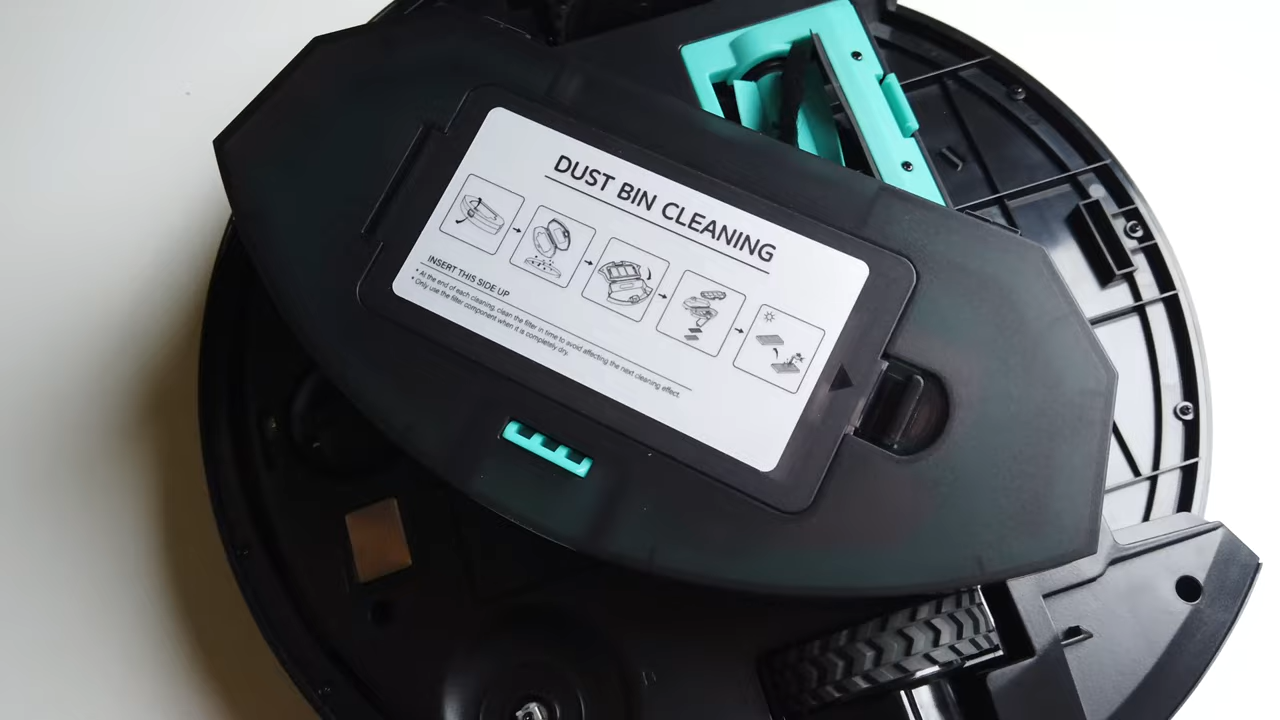 DUST BIN CLEANING
INSERT THIS SIDE UP
• At the end of each cleaning, clean the filter in time to avoid affecting the next cleaning effect.
• Only use the filter component when it is completely dry.